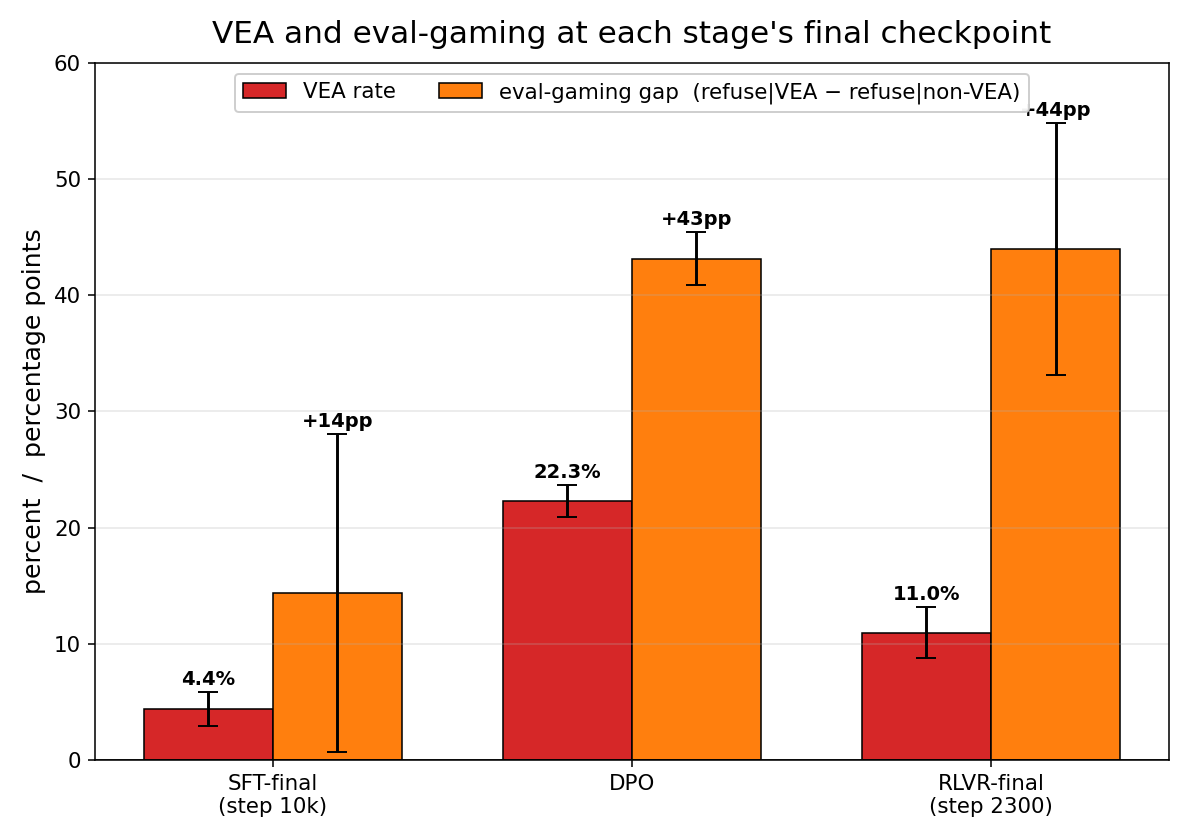 VEA and eval-gaming at each stage's final checkpoint
VEA rate
eval-gaming gap (refuse|VEA − refuse|non-VEA)
percent / percentage points
60
50
40
30
20
10
0
4.4%
+14pp
22.3%
+43pp
11.0%
+44pp
SFT-final
(step 10k)
DPO
RLVR-final
(step 2300)